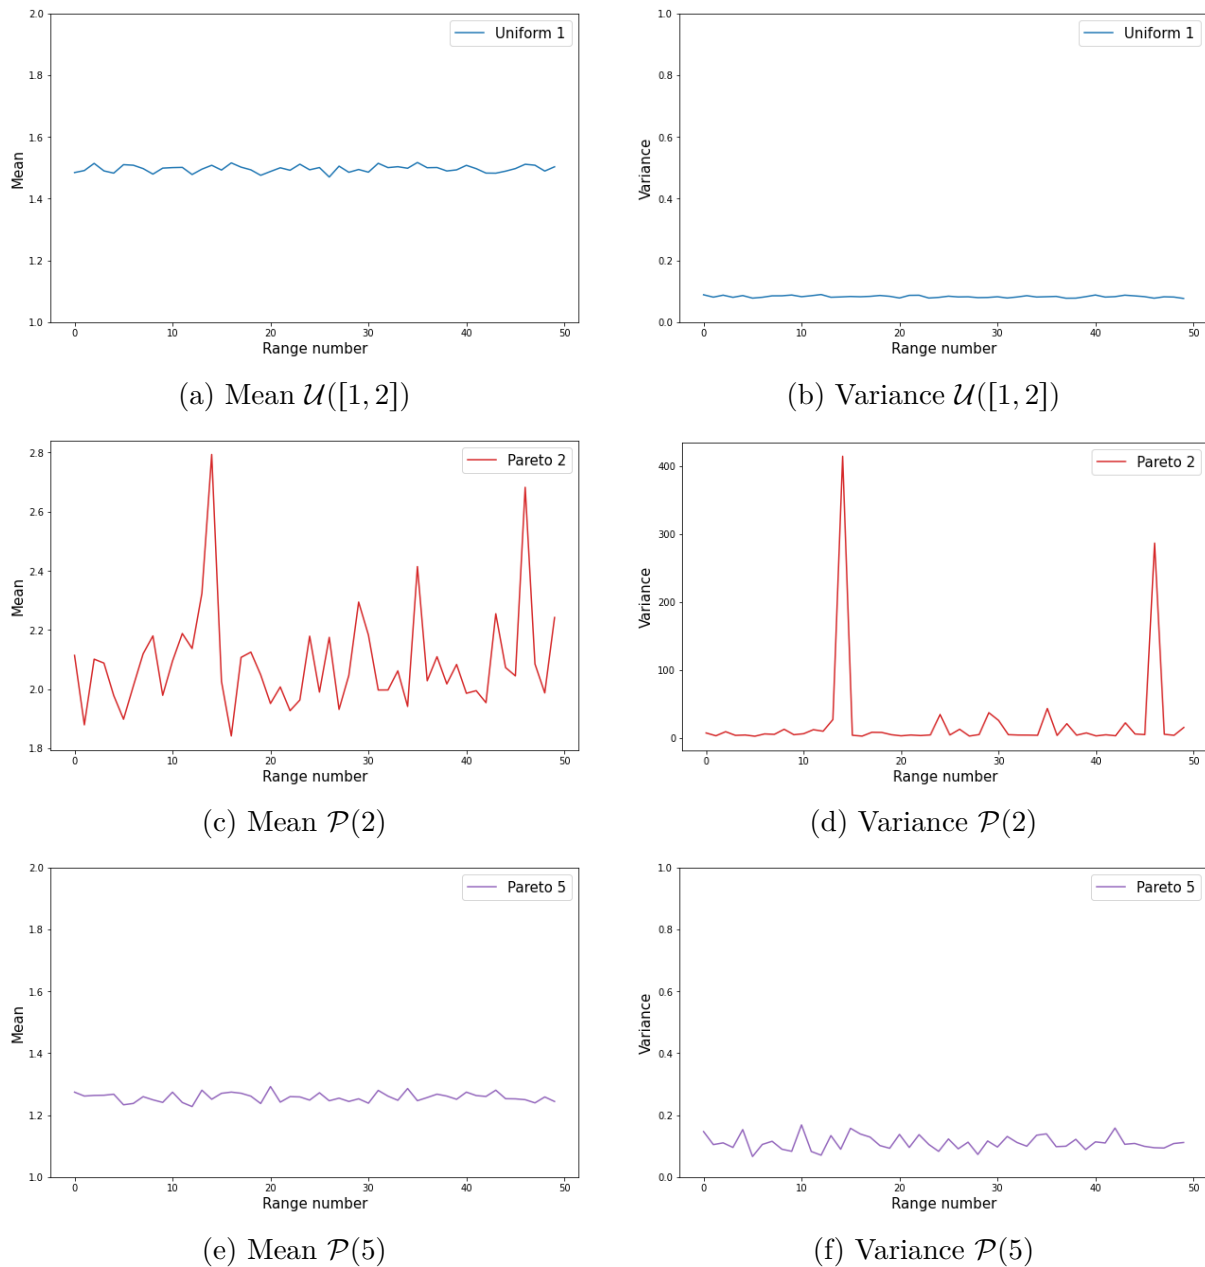 2.0
1.8
1.6
1.4
1.2
1.0
Mean
Uniform 1
0 10 20 30 40 50
Range number
(a) Mean 𝒰([1, 2])
1.0
0.8
0.6
0.4
0.2
0.0
Variance
Uniform 1
0 10 20 30 40 50
Range number
(b) Variance 𝒰([1, 2])
2.8
2.6
2.4
2.2
2.0
1.8
Mean
Pareto 2
0 10 20 30 40 50
Range number
(c) Mean 𝒫(2)
400
300
200
100
0
Variance
Pareto 2
0 10 20 30 40 50
Range number
(d) Variance 𝒫(2)
2.0
1.8
1.6
1.4
1.2
1.0
Mean
Pareto 5
0 10 20 30 40 50
Range number
(e) Mean 𝒫(5)
1.0
0.8
0.6
0.4
0.2
0.0
Variance
Pareto 5
0 10 20 30 40 50
Range number
(f) Variance 𝒫(5)